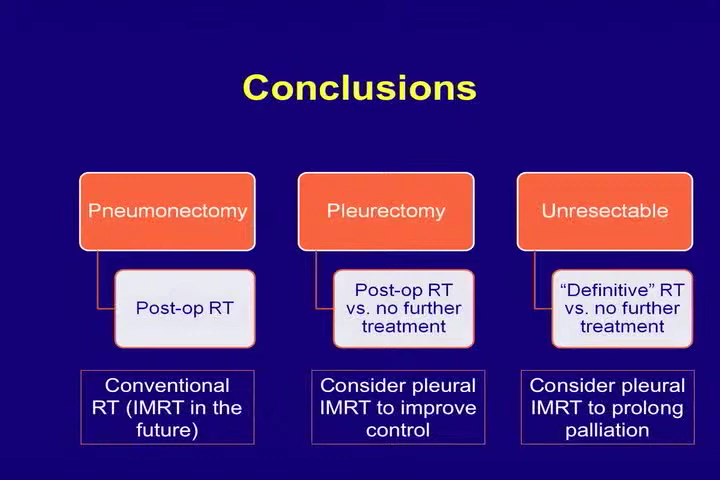 Conclusions
Pneumonectomy
Post-op RT
Conventional
RT (IMRT in the
future)
Pleurectomy
Post-op RT
vs. no further
treatment
Consider pleural
IMRT to improve
control
Unresectable
“Definitive” RT
vs. no further
treatment
Consider pleural
IMRT to prolong
palliation